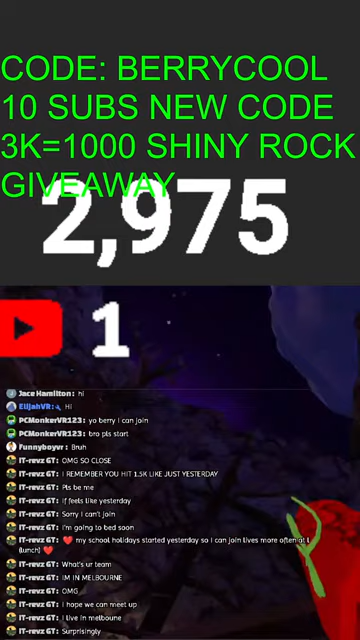 CODE: BERRYCOOL
10 SUBS NEW CODE
3K=1000 SHINY ROCK
GIVEAWAY
2,975
1
Jace Hamilton: hi
ElijahVR: Hi
PCMonkerVR123: yo berry i can join
PCMonkerVR123: bro pls start
Funnyboyvr: Bruh
IT-revz GT: OMG SO CLOSE
IT-revz GT: I REMEMBER YOU HIT 1.5K LIKE JUST YESTERDAY
IT-revz GT: Pls be me
IT-revz GT: If feels like yesterday
IT-revz GT: Sorry I can't join
IT-revz GT: I'm going to bed soon
IT-revz GT: ❤️ my school holidays started yesterday so I can join lives more often at l
(lunch) ❤️
IT-revz GT: What's ur team
IT-revz GT: IM IN MELBOURNE
IT-revz GT: OMG
IT-revz GT: I hope we can meet up
IT-revz GT: I live in melboune
IT-revz GT: Surprisingly